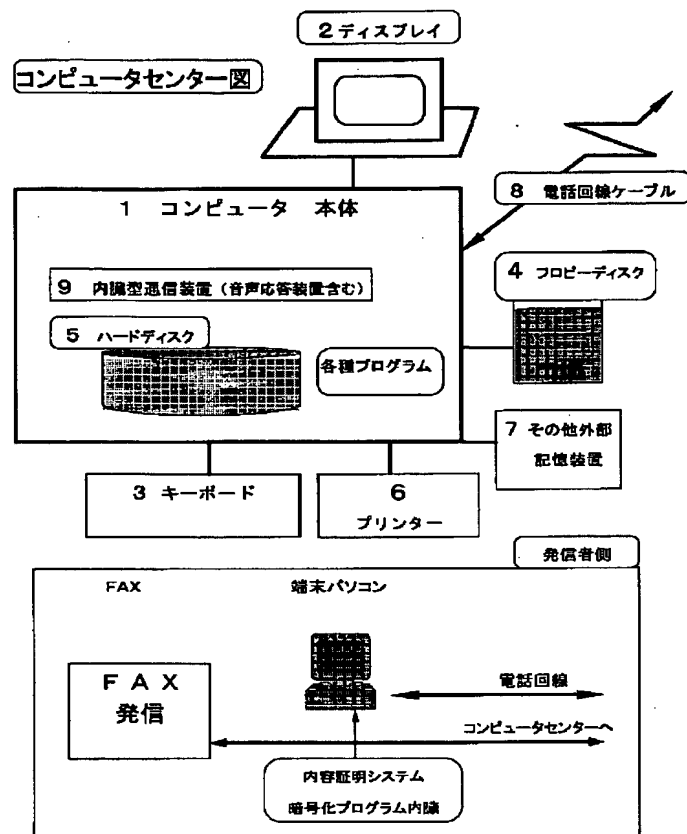 2 ディスプレイ
コンピュータセンター図
8 電話回線ケーブル
1 コンピュータ 本体
4 フロピーディスク
9 内臓型通信装置(音声応答装置含む)
5 ハードディスク
各種プログラム
7 その他外部
記憶装置
3 キーボード
6
プリンター
発信者側
FAX 端末パソコン
FAX
発信
電話回線
コンピュータセンターへ
内容証明システム
暗号化プログラム内臓